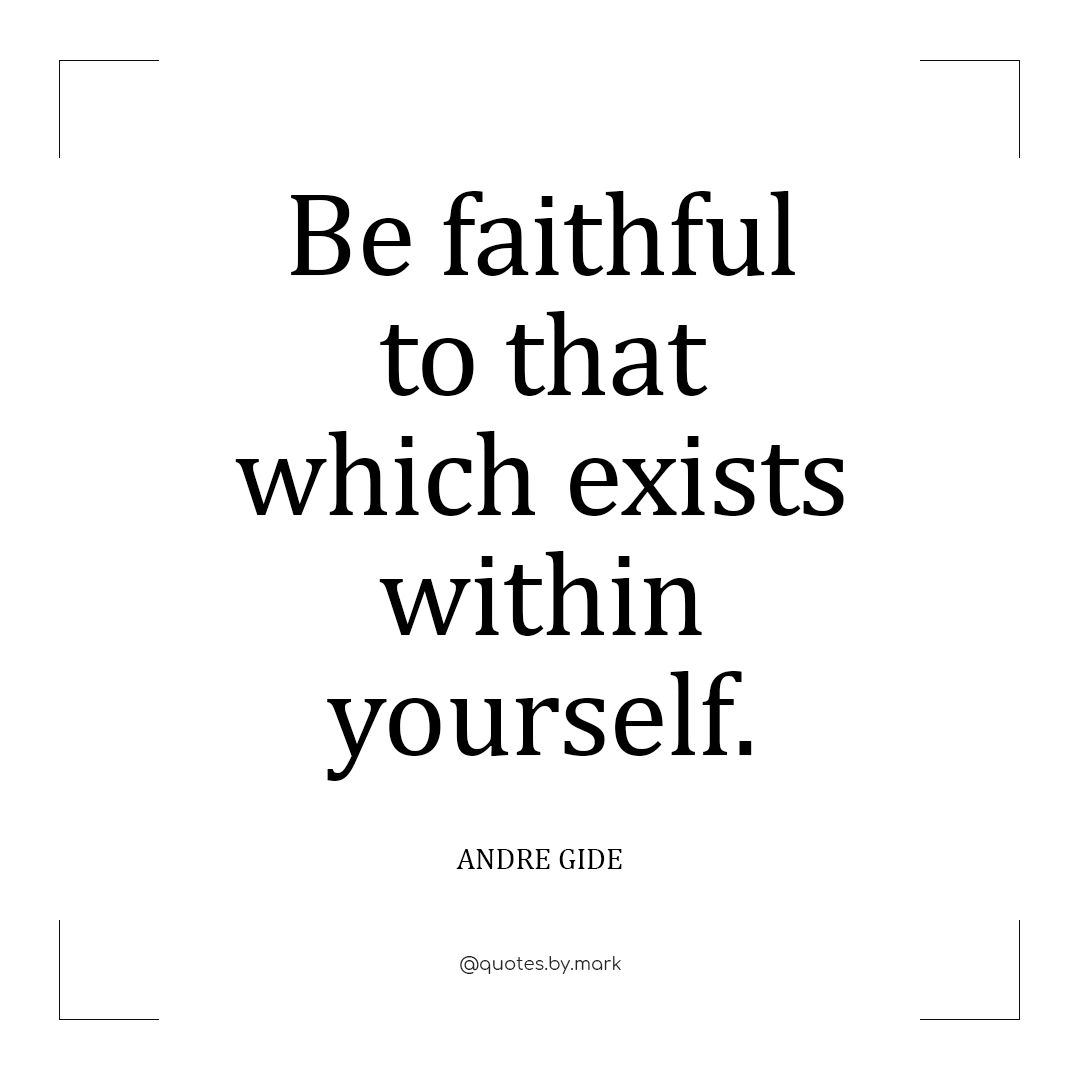 Be faithful
to that
which exists
within
yourself.
ANDRE GIDE
@quotes.by.mark